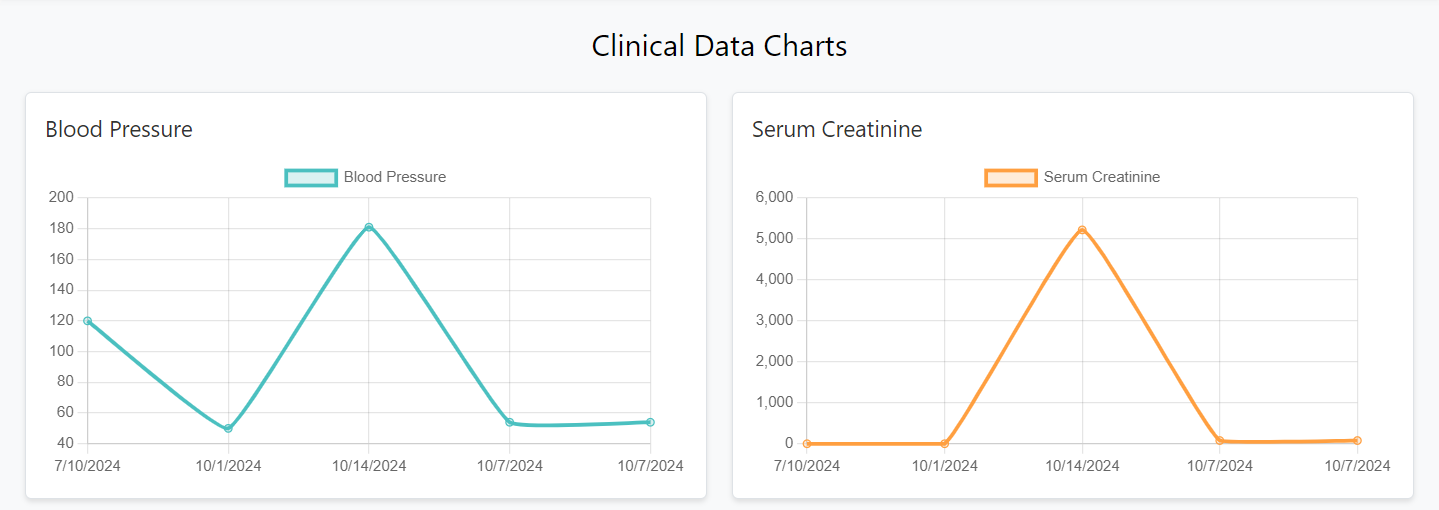 Clinical Data Charts
Blood Pressure
Blood Pressure
200
180
160
140
120
100
80
60
40
7/10/2024 10/1/2024 10/14/2024 10/7/2024 10/7/2024
Serum Creatinine
Serum Creatinine
6,000
5,000
4,000
3,000
2,000
1,000
0
7/10/2024 10/1/2024 10/14/2024 10/7/2024 10/7/2024